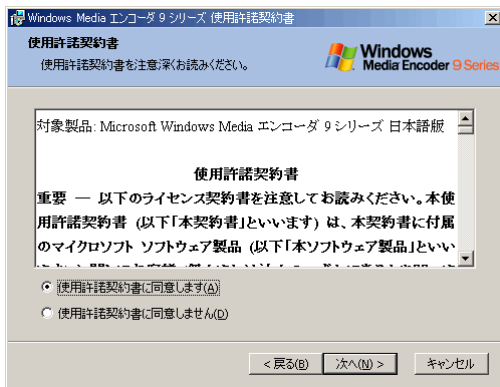 Windows Media エンコーダ 9 シリーズ 使用許諾契約書
使用許諾契約書
使用許諾契約書を注意深くお読みください。
Windows
Media Encoder 9 Series
対象製品: Microsoft Windows Media エンコーダ 9 シリーズ 日本語版
使用許諾契約書
重要 — 以下のライセンス契約書を注意してお読みください。本使
用許諾契約書 (以下「本契約書」といいます) は、本契約書に付属
のマイクロソフト ソフトウェア製品 (以下「本ソフトウェア製品」といい
使用許諾契約書に同意します(A)
使用許諾契約書に同意しません(D)
< 戻る(B)
次へ(N) >
キャンセル